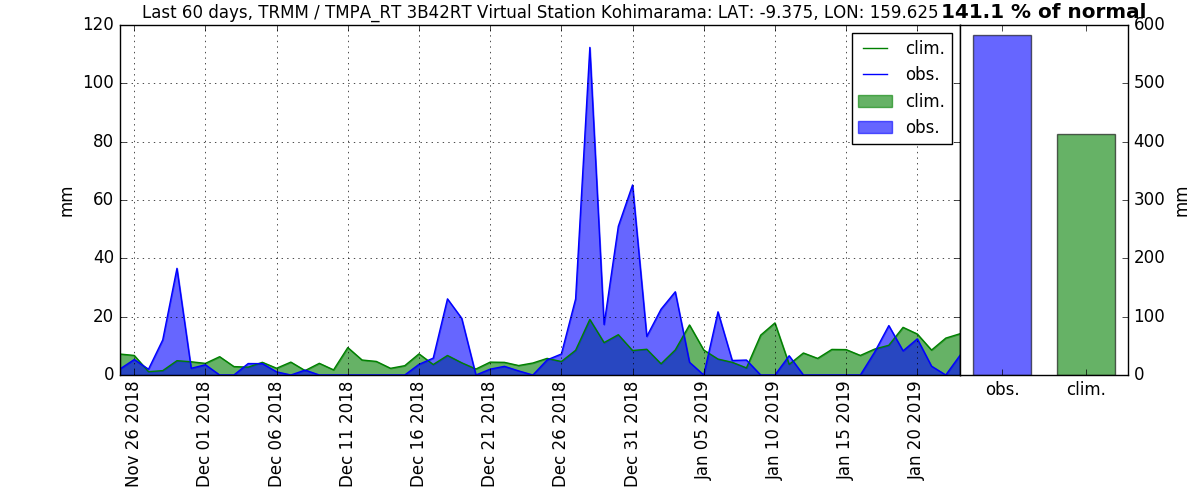 Last 60 days, TRMM / TMPA_RT 3B42RT Virtual Station Kohimarama: LAT: -9.375, LON: 159.625
141.1 % of normal
120
100
80
60
40
20
0
mm
clim.
obs.
clim.
obs.
600
500
400
300
200
100
0
mm
Nov 26 2018
Dec 01 2018
Dec 06 2018
Dec 11 2018
Dec 16 2018
Dec 21 2018
Dec 26 2018
Dec 31 2018
Jan 05 2019
Jan 10 2019
Jan 15 2019
Jan 20 2019
obs.
clim.